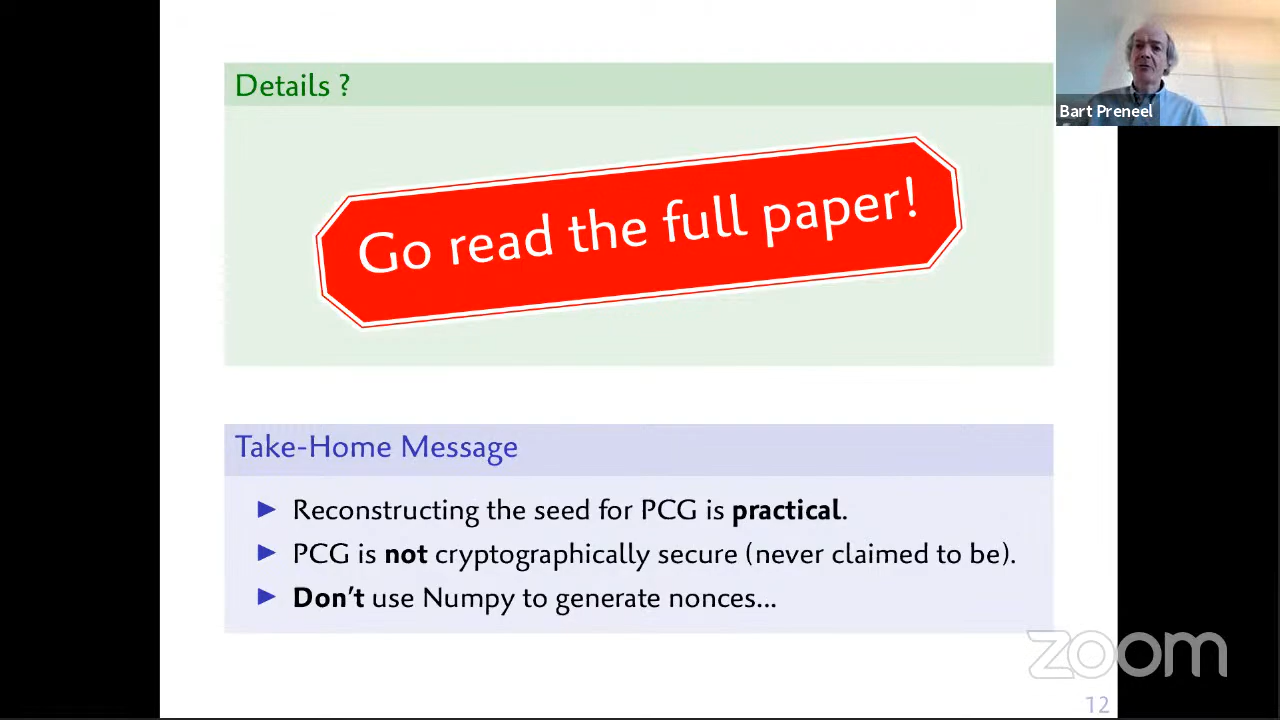 Details ?
Go read the full paper!
Bart Preneel
Take-Home Message
► Reconstructing the seed for PCG is practical.
► PCG is not cryptographically secure (never claimed to be).
► Don't use Numpy to generate nonces...
zoom
12